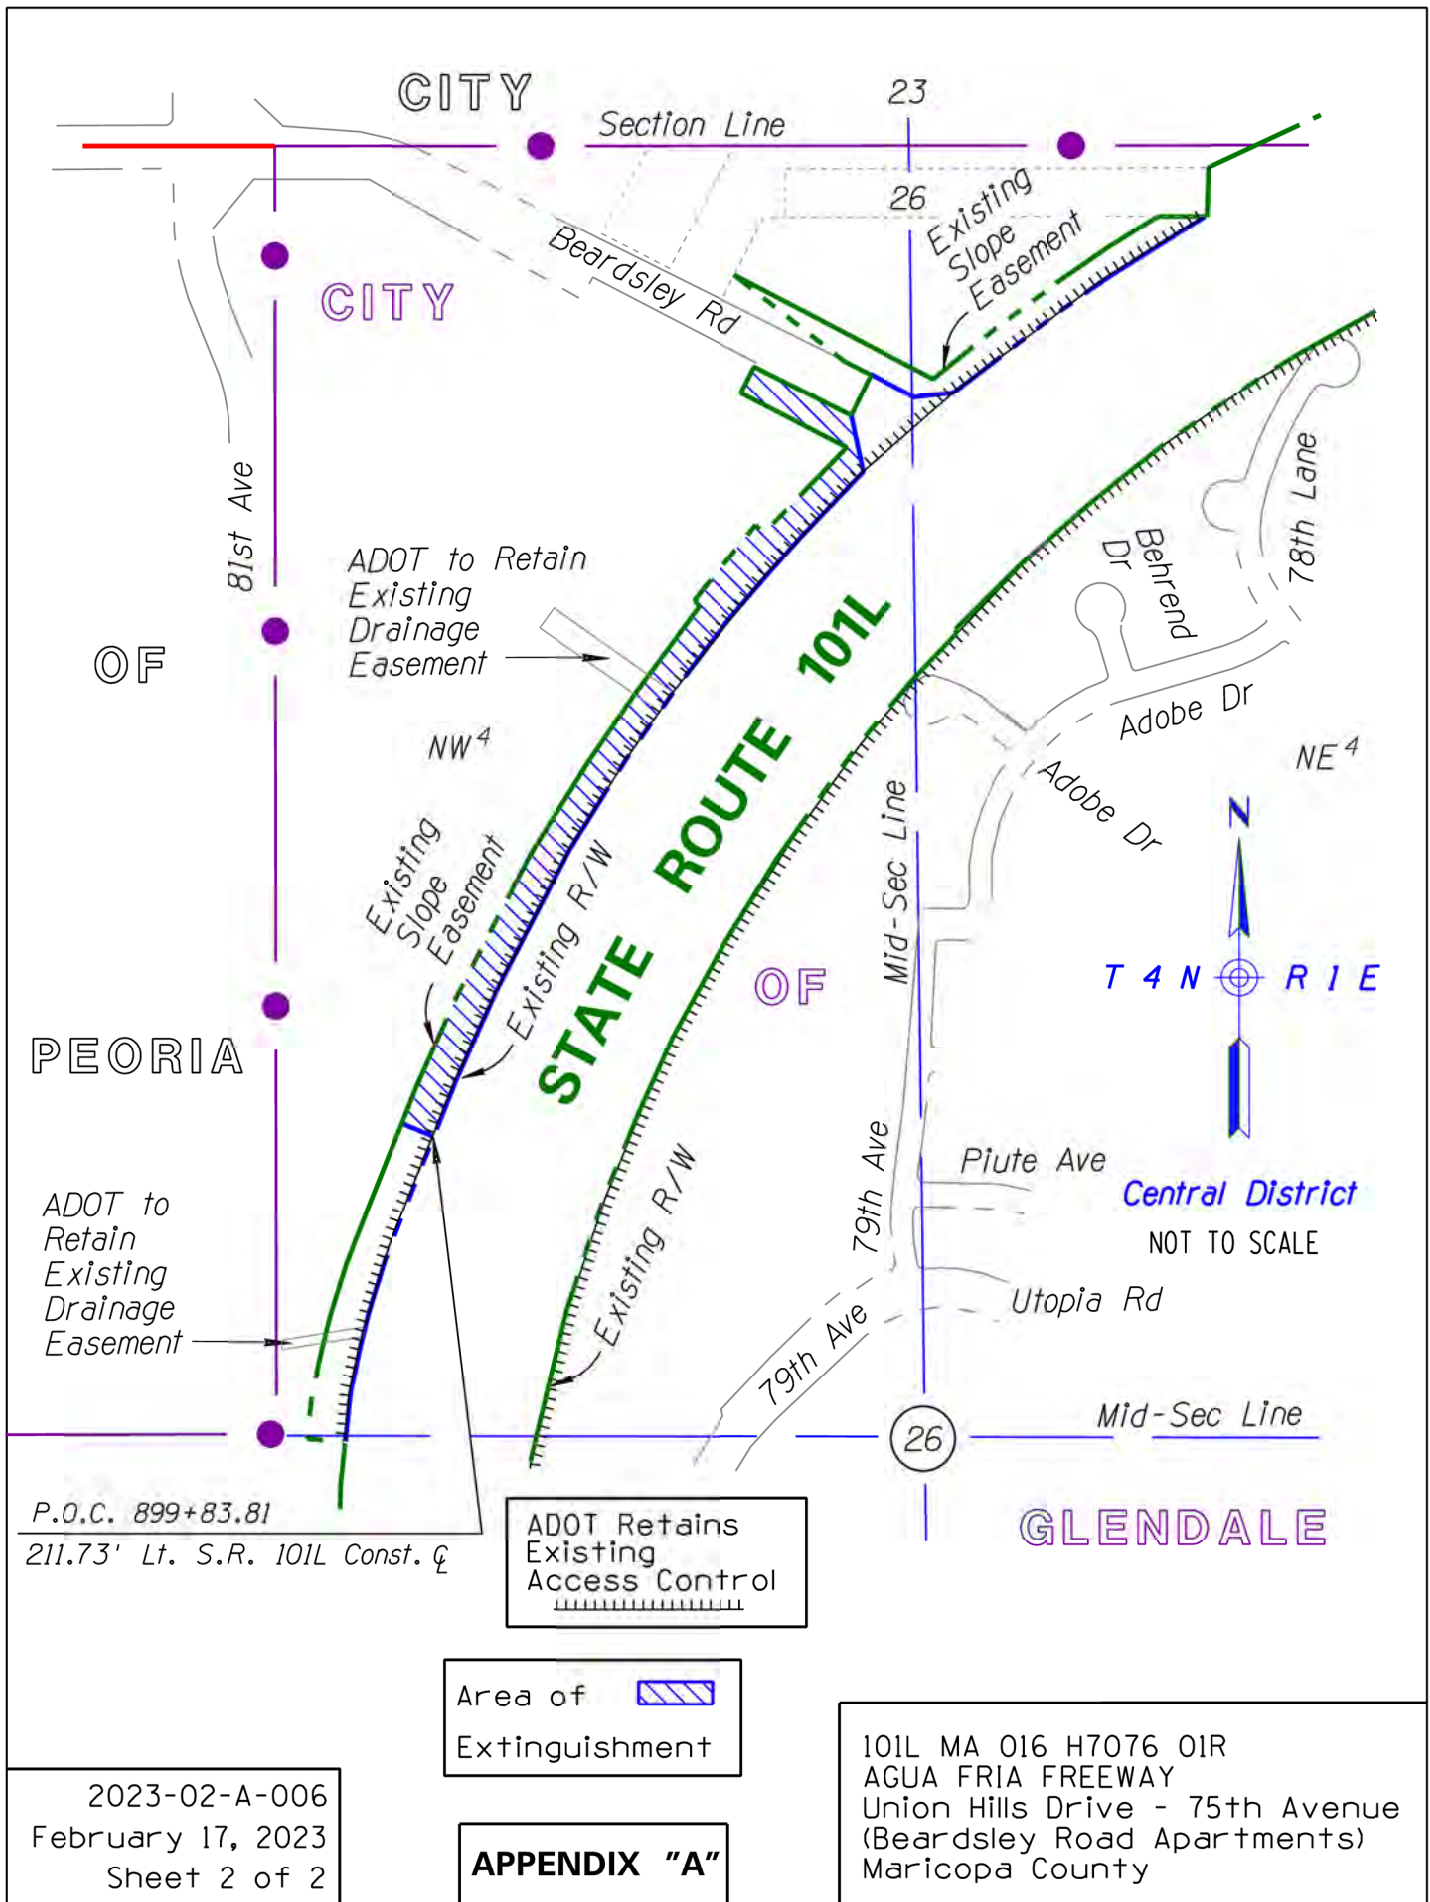 CITY
23
Section Line
26
Existing
Slope
Easement
Beardsley Rd
CITY
81st Ave
ADOT to Retain
Existing
Drainage
Easement
OF
NW 4
STATE ROUTE 101L
Behrend
Dr
78th Lane
Adobe Dr
NE 4
Adobe Dr
Mid-Sec Line
Existing
Slope
Easement
Existing R/W
N
T 4 N R 1 E
OF
PEORIA
79th Ave
Piute Ave
Central District
NOT TO SCALE
ADOT to
Retain
Existing
Drainage
Easement
Existing R/W
Utopia Rd
79th Ave
Mid-Sec Line
26
P.O.C. 899+83.81
211.73' Lt. S.R. 101L Const. ℄
ADOT Retains
Existing
Access Control
GLENDALE
Area of
Extinguishment
2023-02-A-006
February 17, 2023
Sheet 2 of 2
APPENDIX "A"
101L MA 016 H7076 01R
AGUA FRIA FREEWAY
Union Hills Drive - 75th Avenue
(Beardsley Road Apartments)
Maricopa County